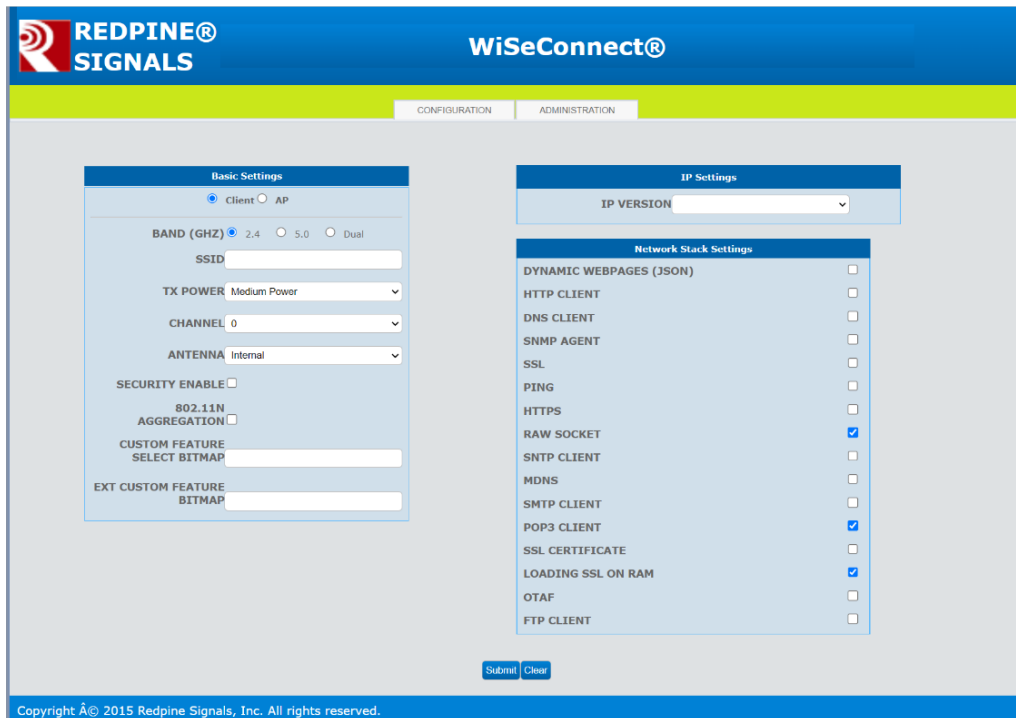 REDPINE®
SIGNALS
WiSeConnect®
CONFIGURATION
ADMINISTRATION
Basic Settings
Client AP
BAND (GHZ) 2.4 5.0 Dual
SSID
TX POWER Medium Power
CHANNEL 0
ANTENNA Internal
SECURITY ENABLE
802.11N
AGGREGATION
CUSTOM FEATURE
SELECT BITMAP
EXT CUSTOM FEATURE
BITMAP
IP Settings
IP VERSION
Network Stack Settings
DYNAMIC WEBPAGES (JSON)
HTTP CLIENT
DNS CLIENT
SNMP AGENT
SSL
PING
HTTPS
RAW SOCKET
SNTP CLIENT
MDNS
SMTP CLIENT
POP3 CLIENT
SSL CERTIFICATE
LOADING SSL ON RAM
OTAF
FTP CLIENT
Submit Clear
Copyright Â© 2015 Redpine Signals, Inc. All rights reserved.